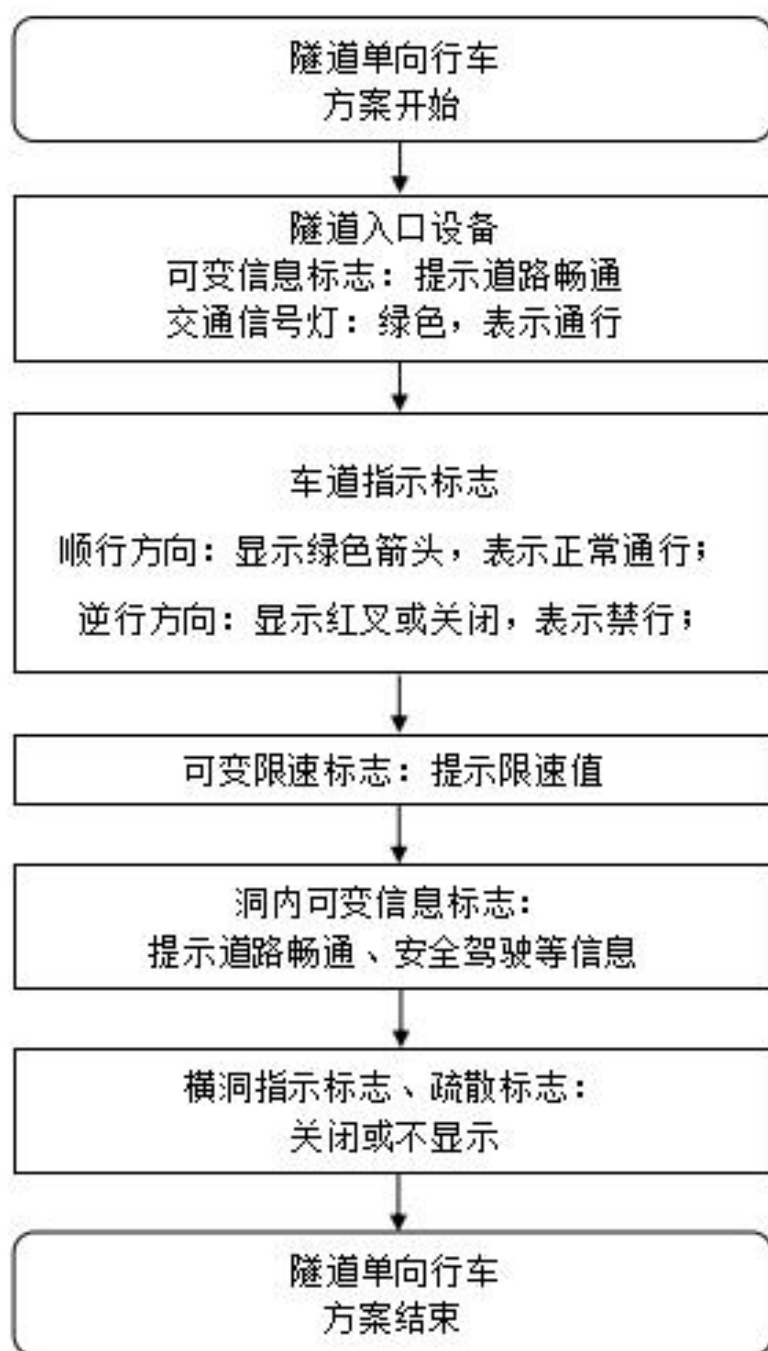 隧道单向行车
方案开始
隧道入口设备
可变信息标志：提示道路畅通
交通信号灯：绿色，表示通行
车道指示标志
顺行方向：显示绿色箭头，表示正常通行；
逆行方向：显示红叉或关闭，表示禁行；
可变限速标志：提示限速值
洞内可变信息标志：
提示道路畅通、安全驾驶等信息
横洞指示标志、疏散标志：
关闭或不显示
隧道单向行车
方案结束